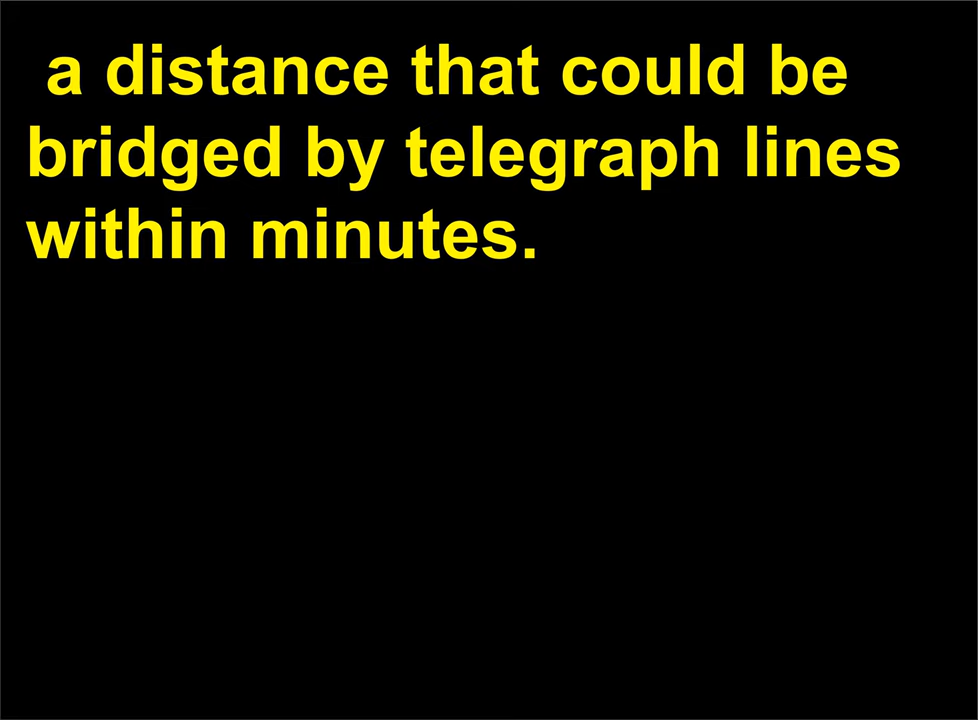 a distance that could be
bridged by telegraph lines
within minutes.